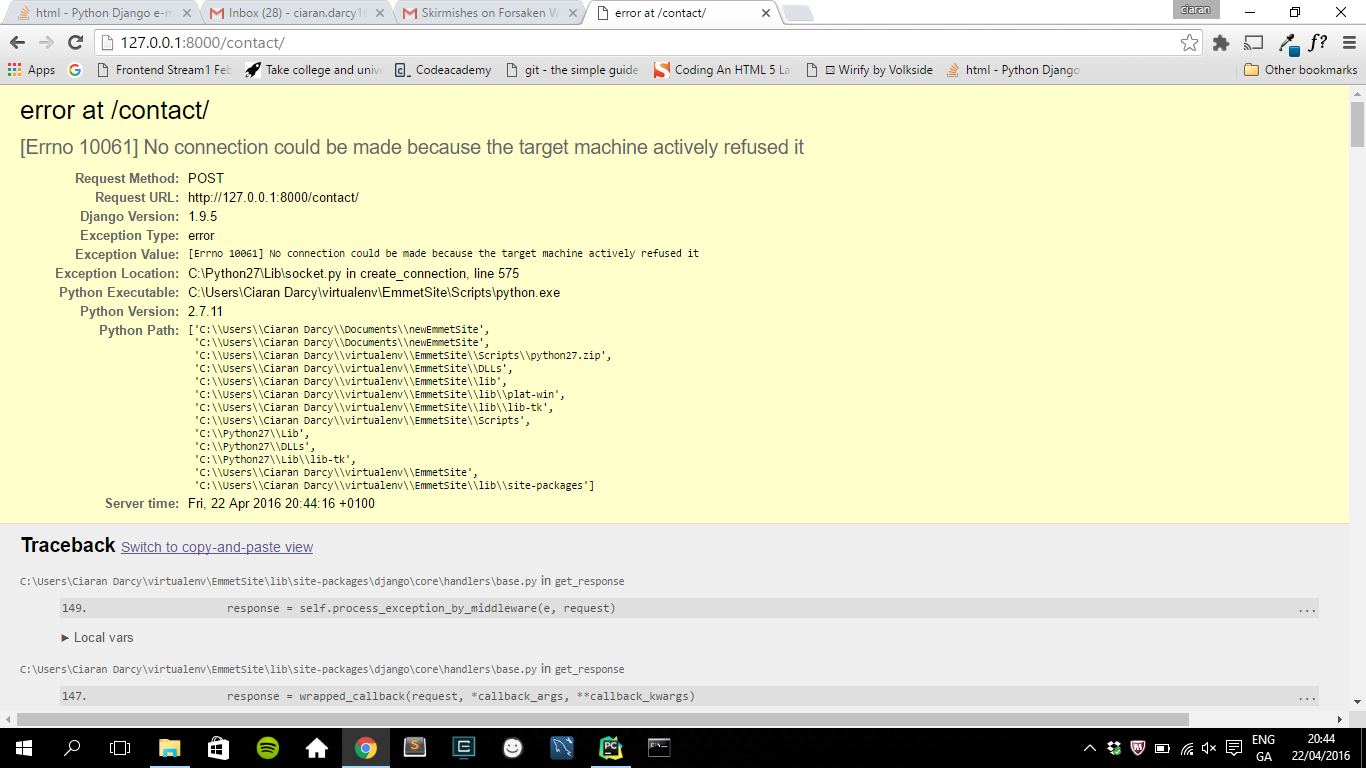 html - Python Django e-m
Inbox (28) - ciaran.darcy1
Skirmishes on Forsaken W
error at /contact/
ciaran
127.0.0.1:8000/contact/
f?
Apps
Frontend Stream1 Feb
Take college and unive
Codeacademy
git - the simple guide
Coding An HTML 5 La
Wirify by Volkside
html - Python Django
Other bookmarks
error at /contact/
[Errno 10061] No connection could be made because the target machine actively refused it
Request Method: POST
Request URL: http://127.0.0.1:8000/contact/
Django Version: 1.9.5
Exception Type: error
Exception Value: [Errno 10061] No connection could be made because the target machine actively refused it
Exception Location: C:\Python27\Lib\socket.py in create_connection, line 575
Python Executable: C:\Users\Ciaran Darcy\virtualenv\EmmetSite\Scripts\python.exe
Python Version: 2.7.11
Python Path: ['C:\\Users\\Ciaran Darcy\\Documents\\newEmmetSite',
'C:\\Users\\Ciaran Darcy\\Documents\\newEmmetSite',
'C:\\Users\\Ciaran Darcy\\virtualenv\\EmmetSite\\Scripts\\python27.zip',
'C:\\Users\\Ciaran Darcy\\virtualenv\\EmmetSite\\DLLs',
'C:\\Users\\Ciaran Darcy\\virtualenv\\EmmetSite\\lib',
'C:\\Users\\Ciaran Darcy\\virtualenv\\EmmetSite\\lib\\plat-win',
'C:\\Users\\Ciaran Darcy\\virtualenv\\EmmetSite\\lib\\lib-tk',
'C:\\Users\\Ciaran Darcy\\virtualenv\\EmmetSite\\Scripts',
'C:\\Python27\\Lib',
'C:\\Python27\\DLLs',
'C:\\Python27\\Lib\\lib-tk',
'C:\\Users\\Ciaran Darcy\\virtualenv\\EmmetSite',
'C:\\Users\\Ciaran Darcy\\virtualenv\\EmmetSite\\lib\\site-packages']
Server time: Fri, 22 Apr 2016 20:44:16 +0100
Traceback Switch to copy-and-paste view
C:\Users\Ciaran Darcy\virtualenv\EmmetSite\lib\site-packages\django\core\handlers\base.py in get_response
149. response = self.process_exception_by_middleware(e, request) ...
► Local vars
C:\Users\Ciaran Darcy\virtualenv\EmmetSite\lib\site-packages\django\core\handlers\base.py in get_response
147. response = wrapped_callback(request, *callback_args, **callback_kwargs) ...
ENG
GA
20:44
22/04/2016